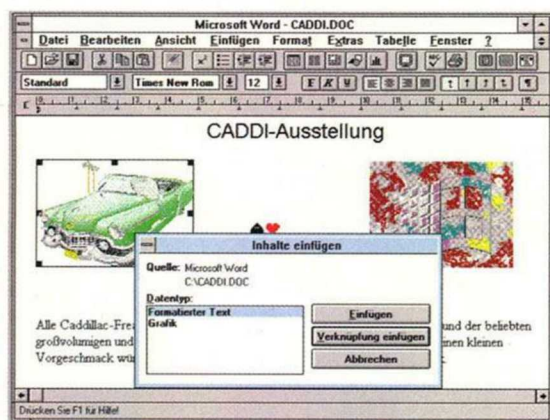 Microsoft Word - CADDI.DOC
Datei Bearbeiten Ansicht Einfügen Format Extras Tabelle Fenster ?
Standard Times New Rom 12 F K U
CADDI-Ausstellung
Inhalte einfügen
Quelle: Microsoft Word
C:\CADDI.DOC
Datentyp:
Formatierter Text
Grafik
Einfügen
Verknüpfung einfügen
Abbrechen
Alle Caddillac-Frea und der beliebten
großvolumigen und inen kleinen
Vorgeschmack wür
Drücken Sie F1 für Hilfe!